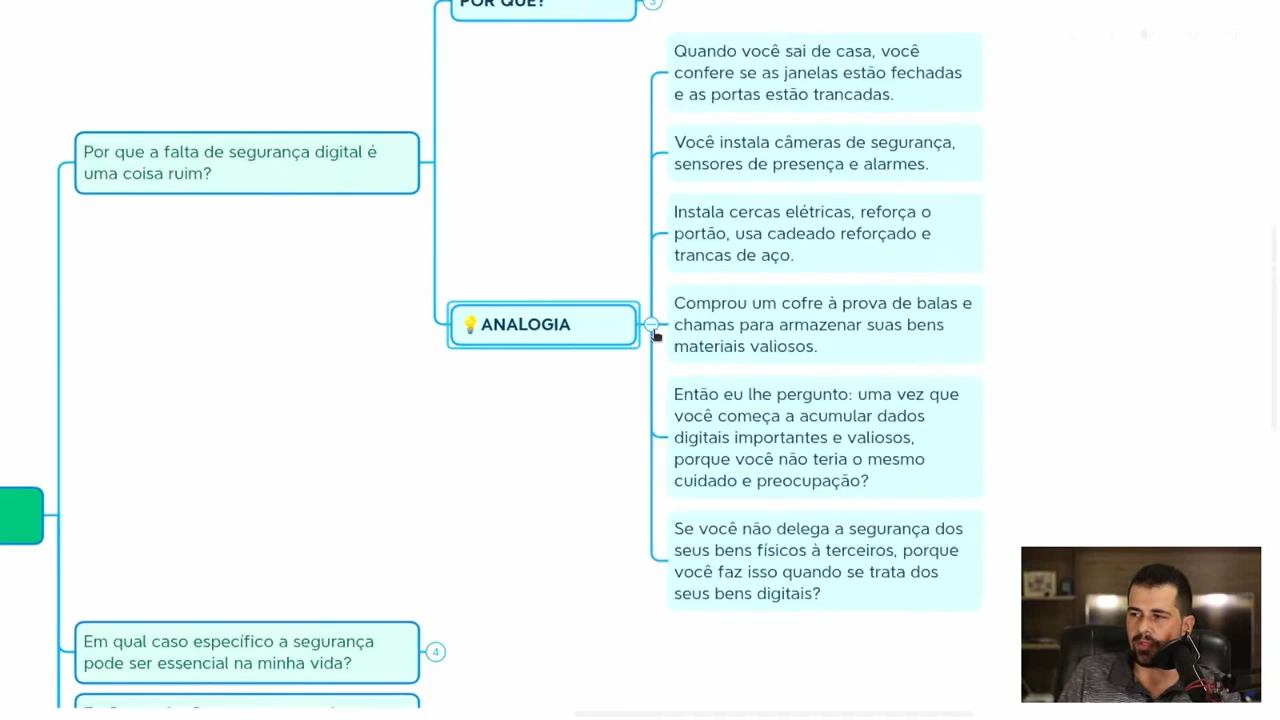 POR QUE?
3
Quando você sai de casa, você
confere se as janelas estão fechadas
e as portas estão trancadas.
Você instala câmeras de segurança,
sensores de presença e alarmes.
Por que a falta de segurança digital é
uma coisa ruim?
Instala cercas elétricas, reforça o
portão, usa cadeado reforçado e
trancas de aço.
💡ANALOGIA
Comprou um cofre à prova de balas e
chamas para armazenar suas bens
materiais valiosos.
Então eu lhe pergunto: uma vez que
você começa a acumular dados
digitais importantes e valiosos,
porque você não teria o mesmo
cuidado e preocupação?
Se você não delega a segurança dos
seus bens físicos à terceiros, porque
você faz isso quando se trata dos
seus bens digitais?
Em qual caso específico a segurança
pode ser essencial na minha vida?
4